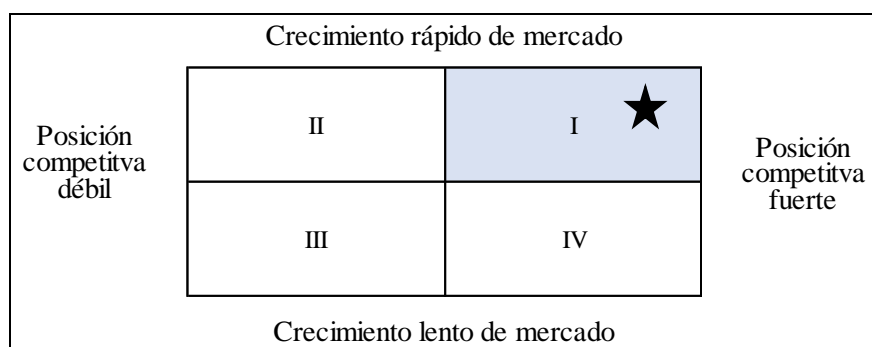 Crecimiento rápido de mercado
II
I
Posición
competitva
débil
Posición
competitva
fuerte
III
IV
Crecimiento lento de mercado